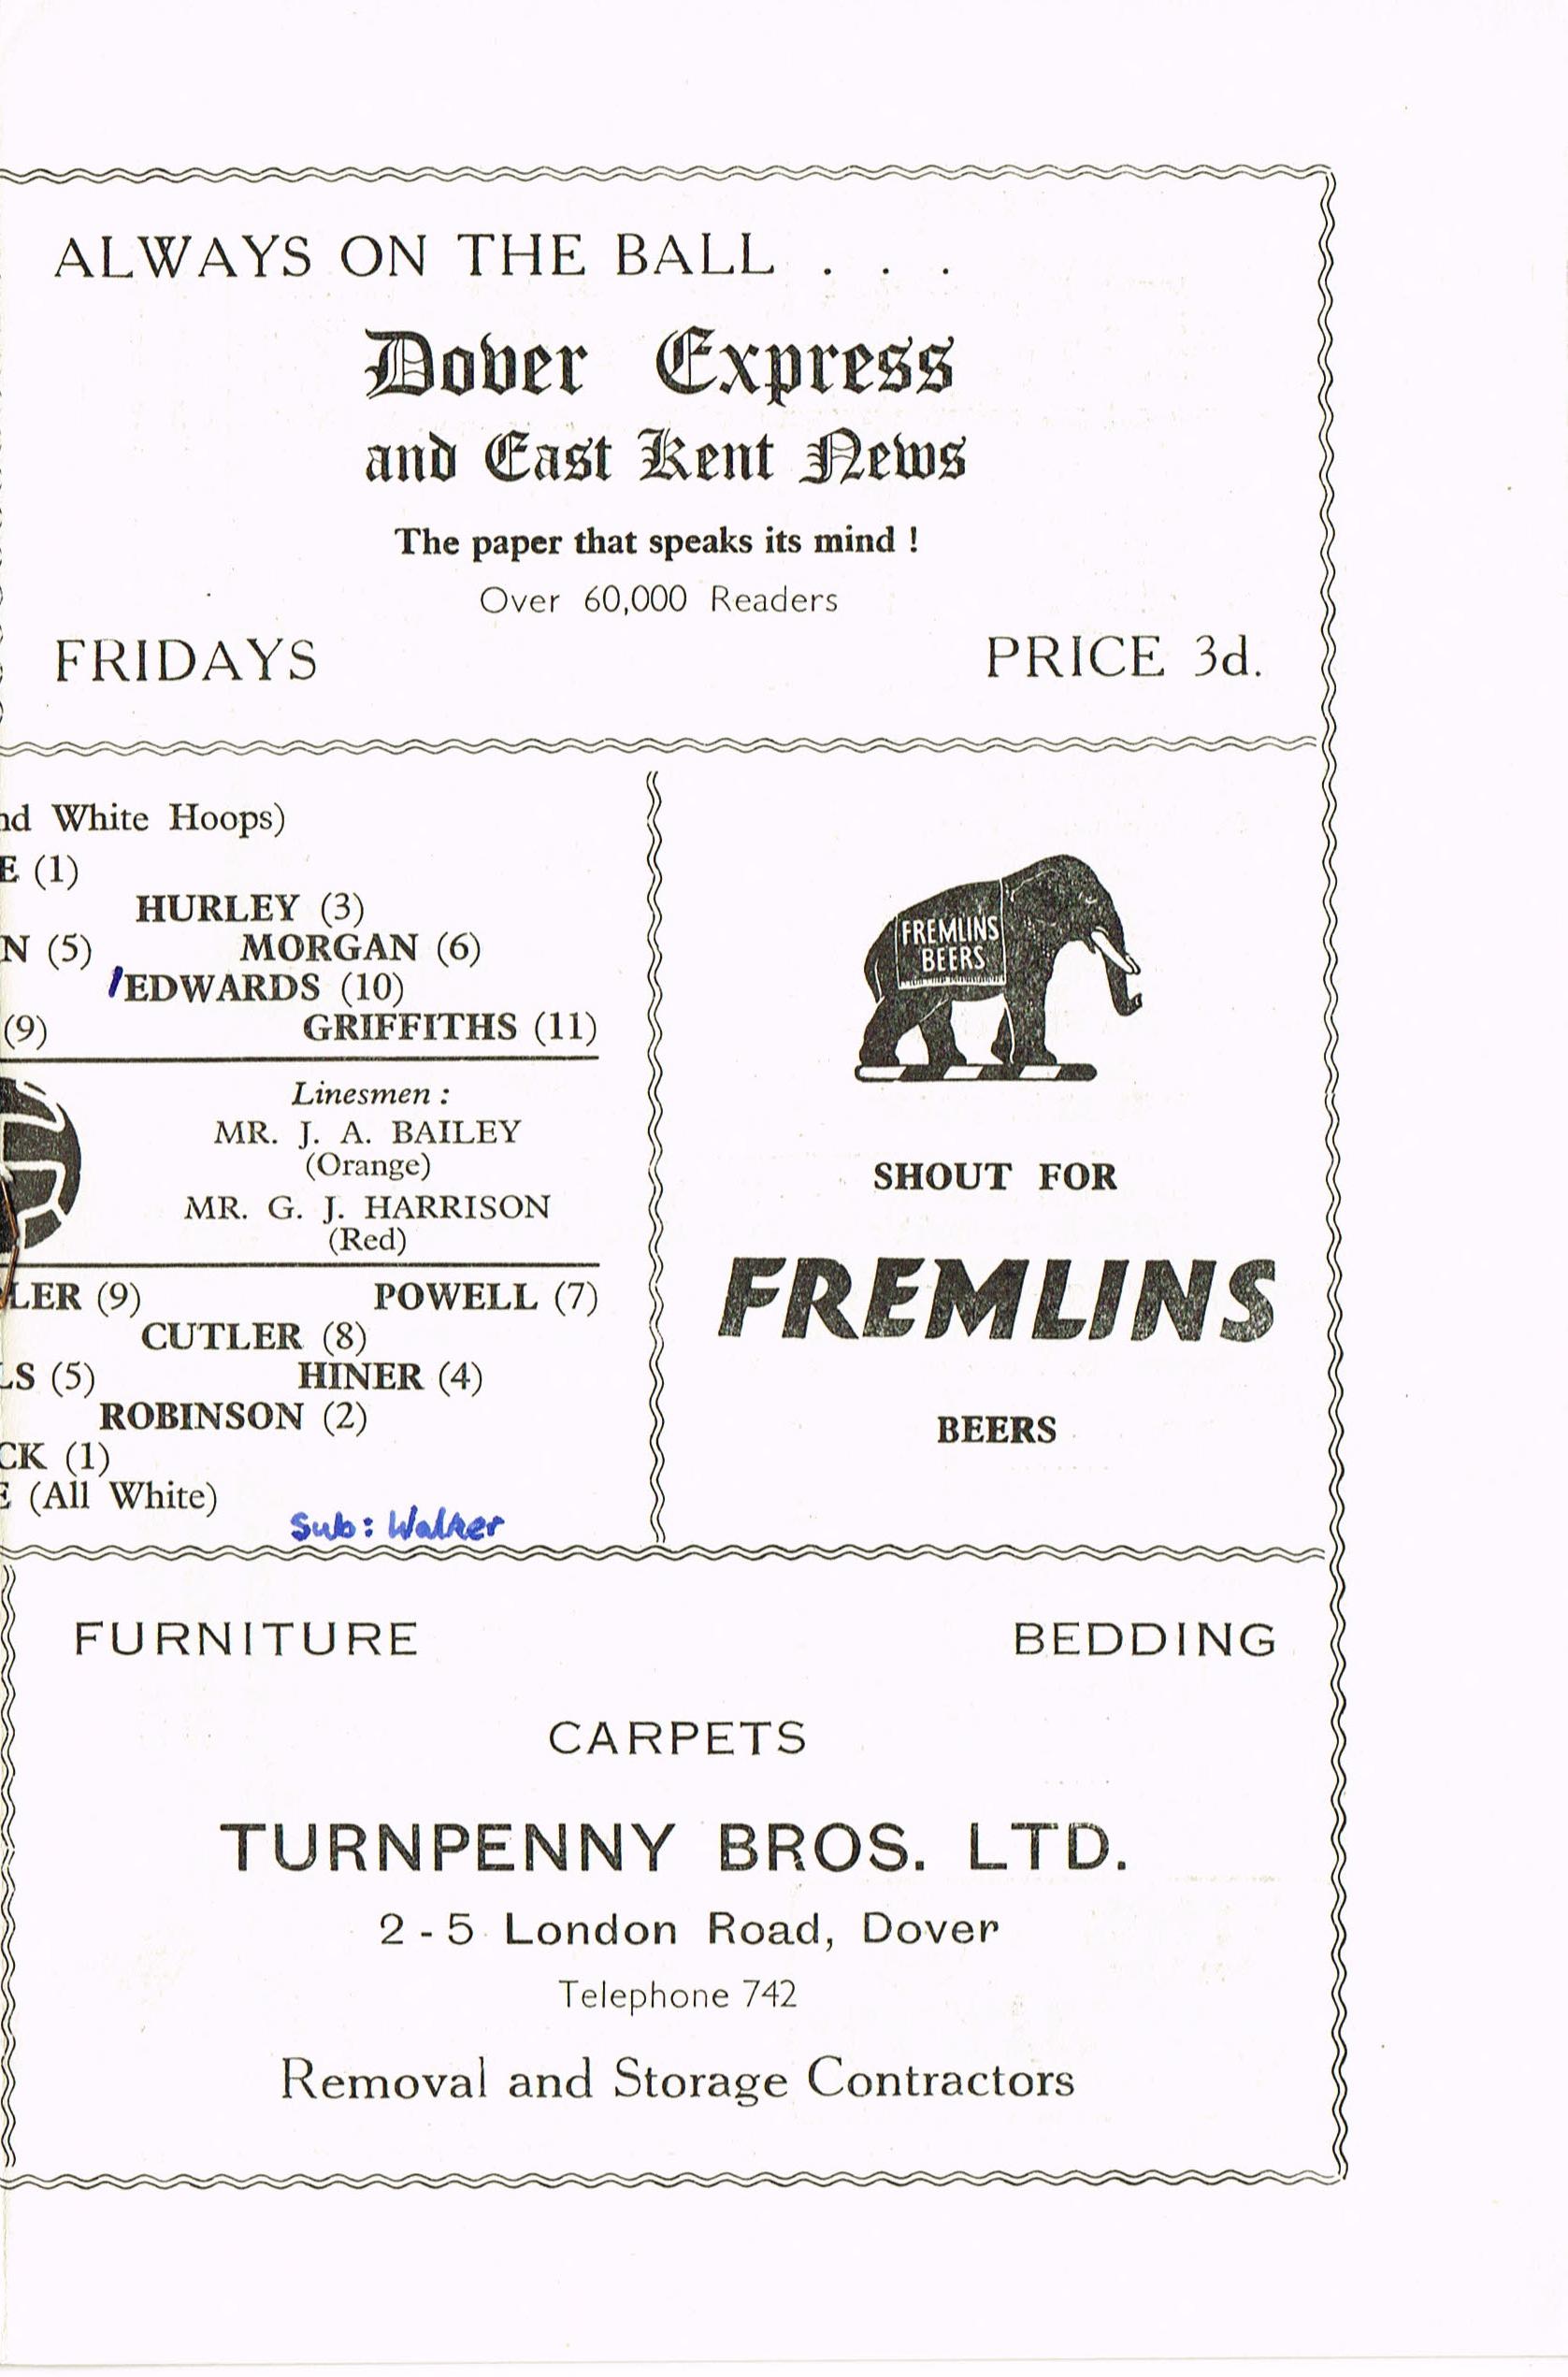 ALWAYS ON THE BALL . . .
Dover Express
and East Kent News
The paper that speaks its mind !
Over 60,000 Readers
FRIDAYS PRICE 3d.
nd White Hoops)
E (1)
HURLEY (3)
N (5) MORGAN (6)
EDWARDS (10)
(9) GRIFFITHS (11)
Linesmen :
MR. J. A. BAILEY
(Orange)
MR. G. J. HARRISON
(Red)
LER (9) POWELL (7)
CUTLER (8)
LS (5) HINER (4)
ROBINSON (2)
CK (1)
E (All White)
Sub: Walker
FREMLINS
BEERS
SHOUT FOR
FREMLINS
BEERS
FURNITURE BEDDING
CARPETS
TURNPENNY BROS. LTD.
2 - 5 London Road, Dover
Telephone 742
Removal and Storage Contractors